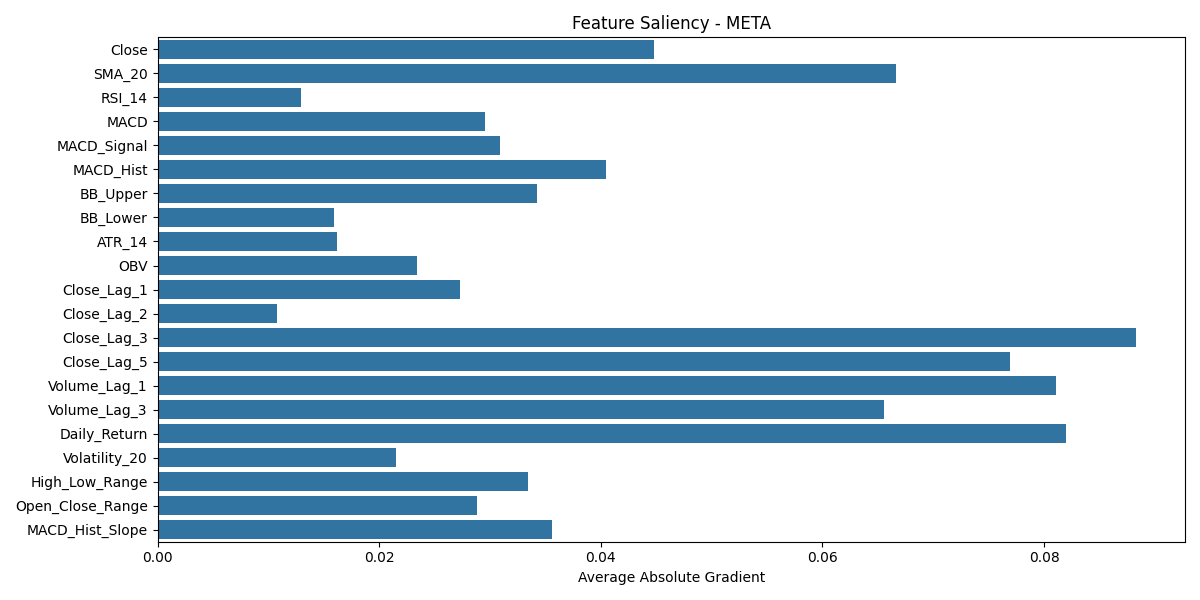 Feature Saliency - META
Close
SMA_20
RSI_14
MACD
MACD_Signal
MACD_Hist
BB_Upper
BB_Lower
ATR_14
OBV
Close_Lag_1
Close_Lag_2
Close_Lag_3
Close_Lag_5
Volume_Lag_1
Volume_Lag_3
Daily_Return
Volatility_20
High_Low_Range
Open_Close_Range
MACD_Hist_Slope
0.00 0.02 0.04 0.06 0.08
Average Absolute Gradient